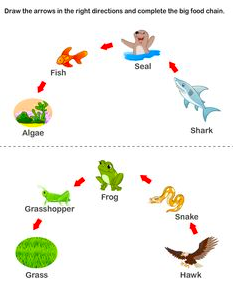 Draw the arrows in the right directions and complete the big food chain.
Fish
Seal
Algae
Shark
Frog
Grasshopper
Snake
Grass
Hawk